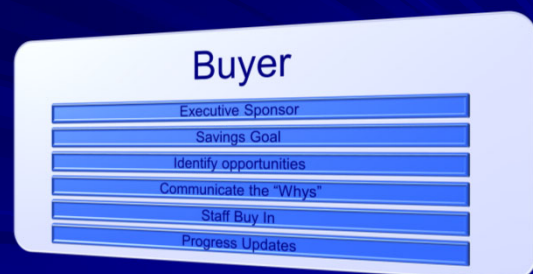 Buyer
Executive Sponsor
Savings Goal
Identify opportunities
Communicate the “Whys”
Staff Buy In
Progress Updates